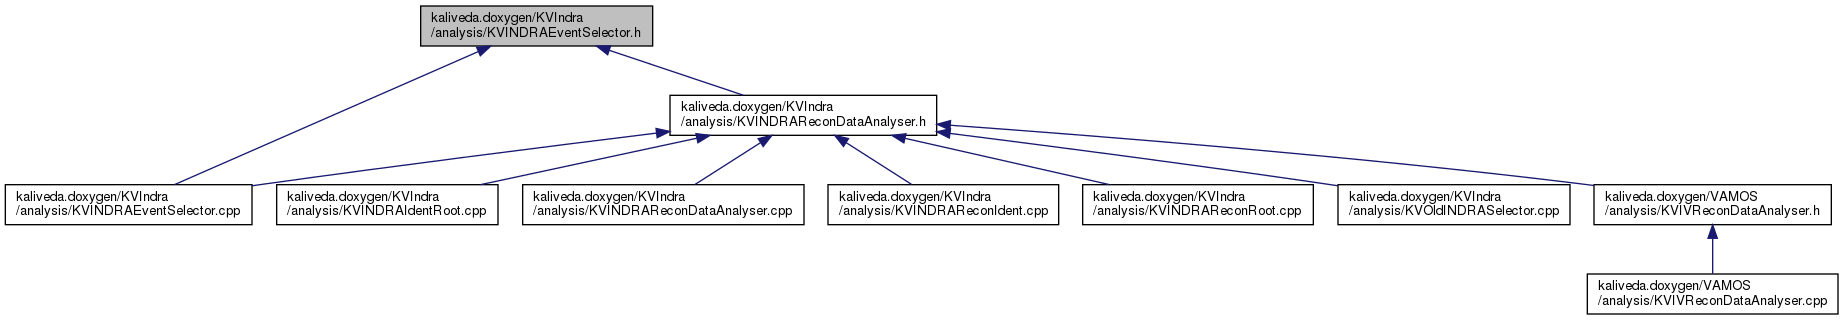 kaliveda.doxygen/KVIndra
/analysis/KVINDRAEventSelector.h
kaliveda.doxygen/KVIndra
/analysis/KVINDRAReconDataAnalyser.h
kaliveda.doxygen/KVIndra
/analysis/KVINDRAEventSelector.cpp
kaliveda.doxygen/KVIndra
/analysis/KVINDRAIdentRoot.cpp
kaliveda.doxygen/KVIndra
/analysis/KVINDRAReconDataAnalyser.cpp
kaliveda.doxygen/KVIndra
/analysis/KVINDRAReconIdent.cpp
kaliveda.doxygen/KVIndra
/analysis/KVINDRAReconRoot.cpp
kaliveda.doxygen/KVIndra
/analysis/KVOldINDRASelector.cpp
kaliveda.doxygen/VAMOS
/analysis/KVIVReconDataAnalyser.h
kaliveda.doxygen/VAMOS
/analysis/KVIVReconDataAnalyser.cpp